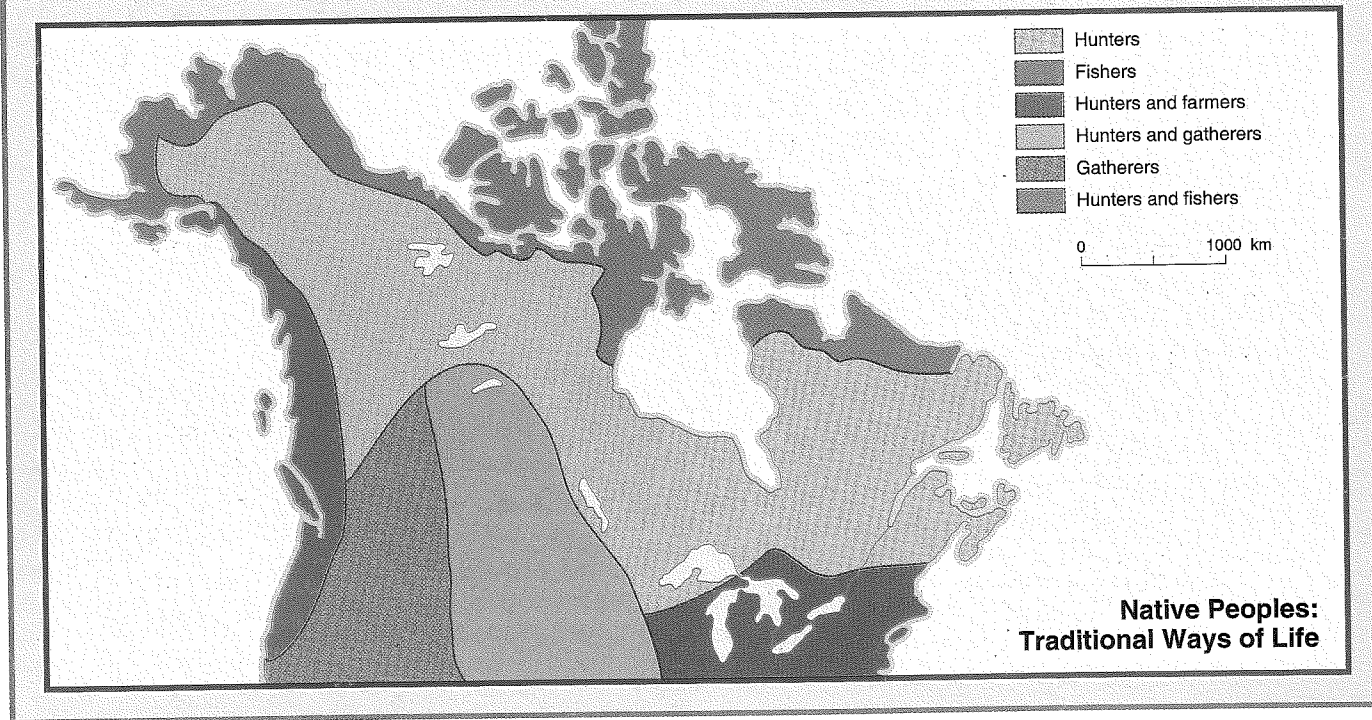 Hunters
Fishers
Hunters and farmers
Hunters and gatherers
Gatherers
Hunters and fishers
0 1000 km
Native Peoples:
Traditional Ways of Life